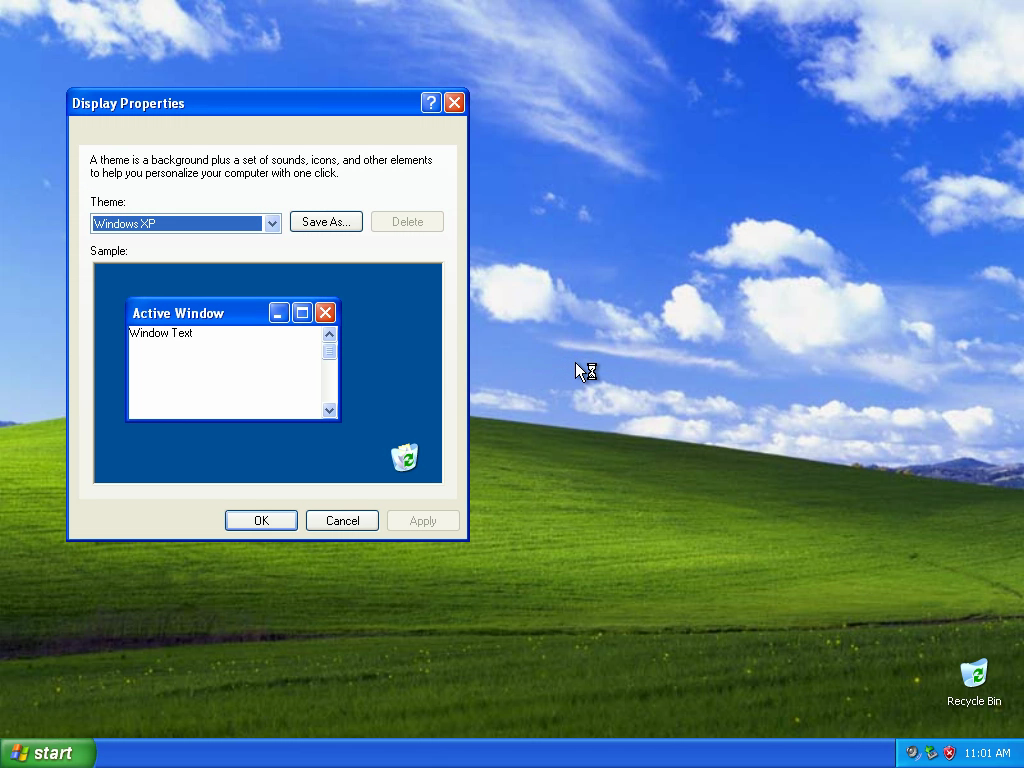 Display Properties
A theme is a background plus a set of sounds, icons, and other elements
to help you personalize your computer with one click.
Theme:
Windows XP
Save As...
Delete
Sample:
Active Window
Window Text
OK
Cancel
Apply
Recycle Bin
start
11:01 AM